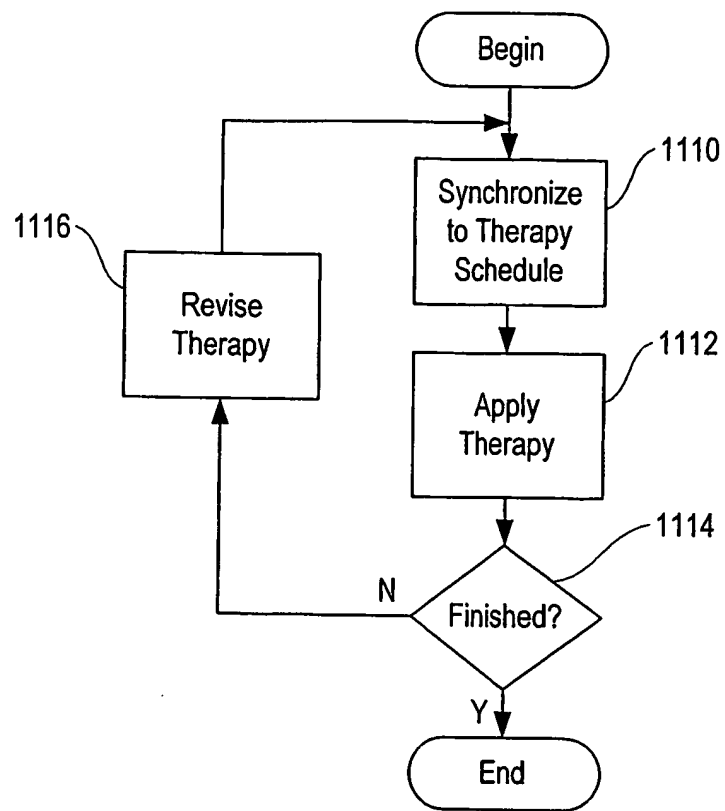 Begin
1110
Synchronize
to Therapy
Schedule
1116
Revise
Therapy
1112
Apply
Therapy
1114
N
Finished?
Y
End